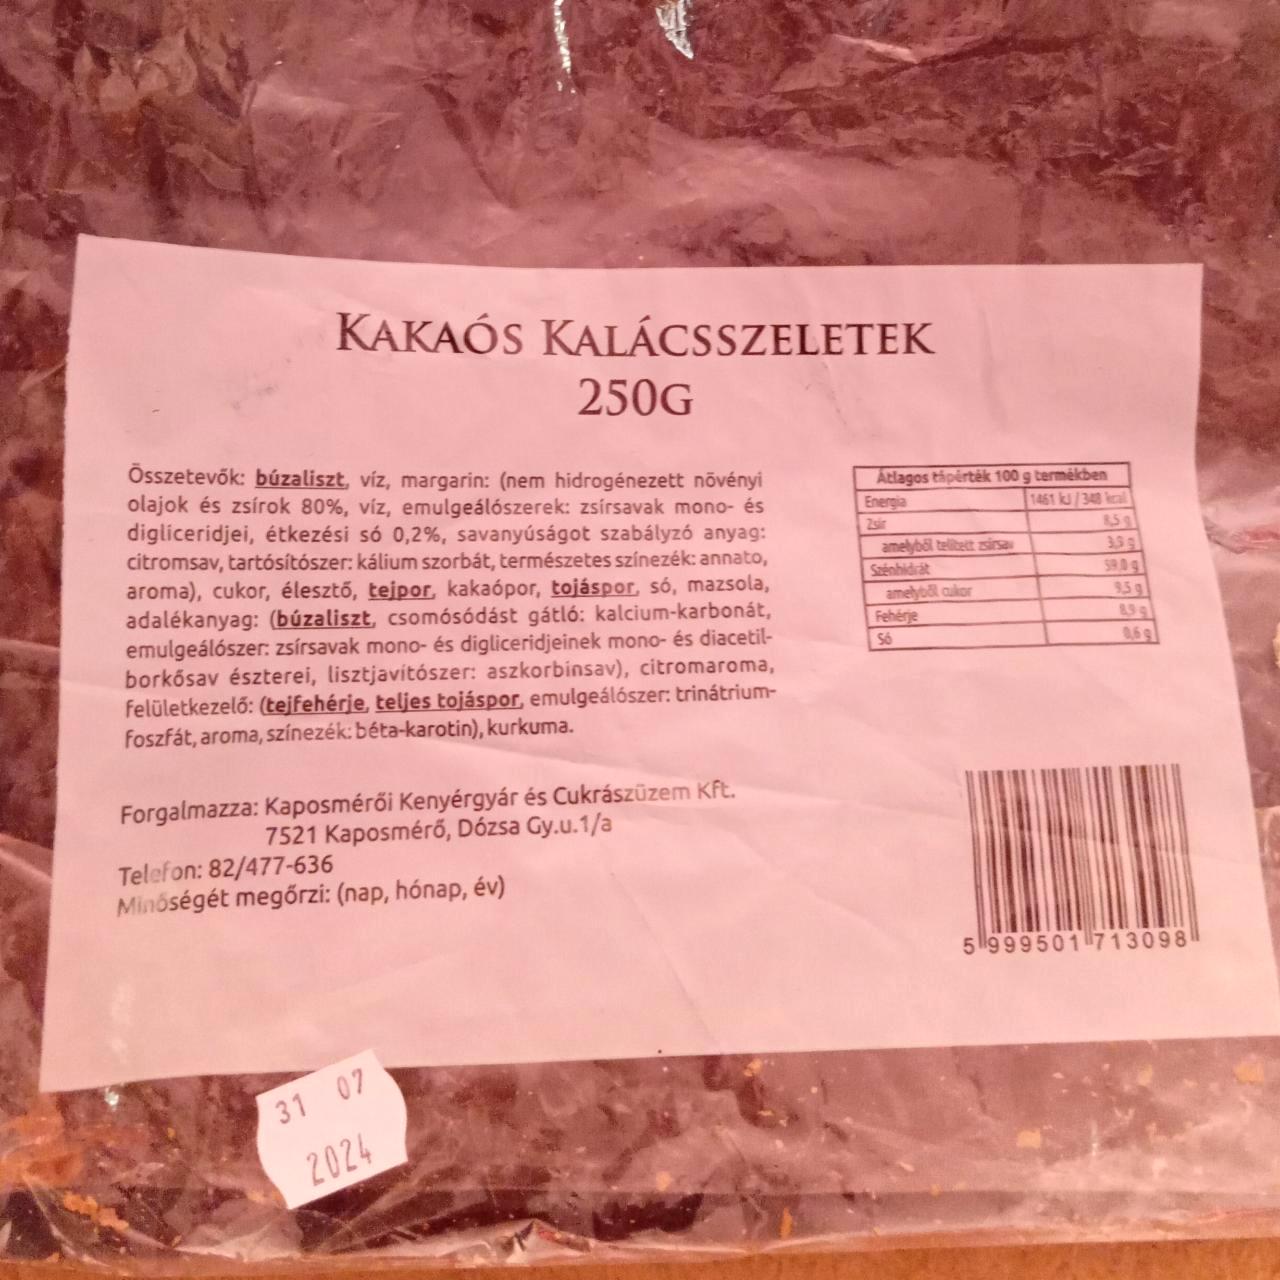 Kakaós Kalácsszeletek
250g
Összetevők: búzaliszt, víz, margarin: (nem hidrogénezett növényi
olajok és zsírok 80%, víz, emulgeálószerek: zsírsavak mono- és
digliceridjei, étkezési só 0,2%, savanyúságot szabályzó anyag:
citromsav, tartósítószer: kálium szorbát, természetes színezék: annato,
aroma), cukor, élesztő, tejpor, kakaópor, tojáspor, só, mazsola,
adalékanyag: (búzaliszt, csomósódást gátló: kalcium-karbonát,
emulgeálószer: zsírsavak mono- és digliceridjeinek mono- és diacetil-
borkősav észterei, lisztjavítószer: aszkorbinsav), citromaroma,
felületkezelő: (tejfehérje, teljes tojáspor, emulgeálószer: trinátrium-
foszfát, aroma, színezék: béta-karotin), kurkuma.
Átlagos tápérték 100 g termékben
Energia 1461 kJ / 348 kcal
Zsír 8,5 g
amelyből telített zsírsav 3,9 g
Szénhidrát 59,0 g
amelyből cukor 9,5 g
Fehérje 8,9 g
Só 0,6 g
Forgalmazza: Kaposmérői Kenyérgyár és Cukrászüzem Kft.
7521 Kaposmérő, Dózsa Gy.u.1/a
Telefon: 82/477-636
Minőségét megőrzi: (nap, hónap, év)
5 999501 713098
31 07
2024